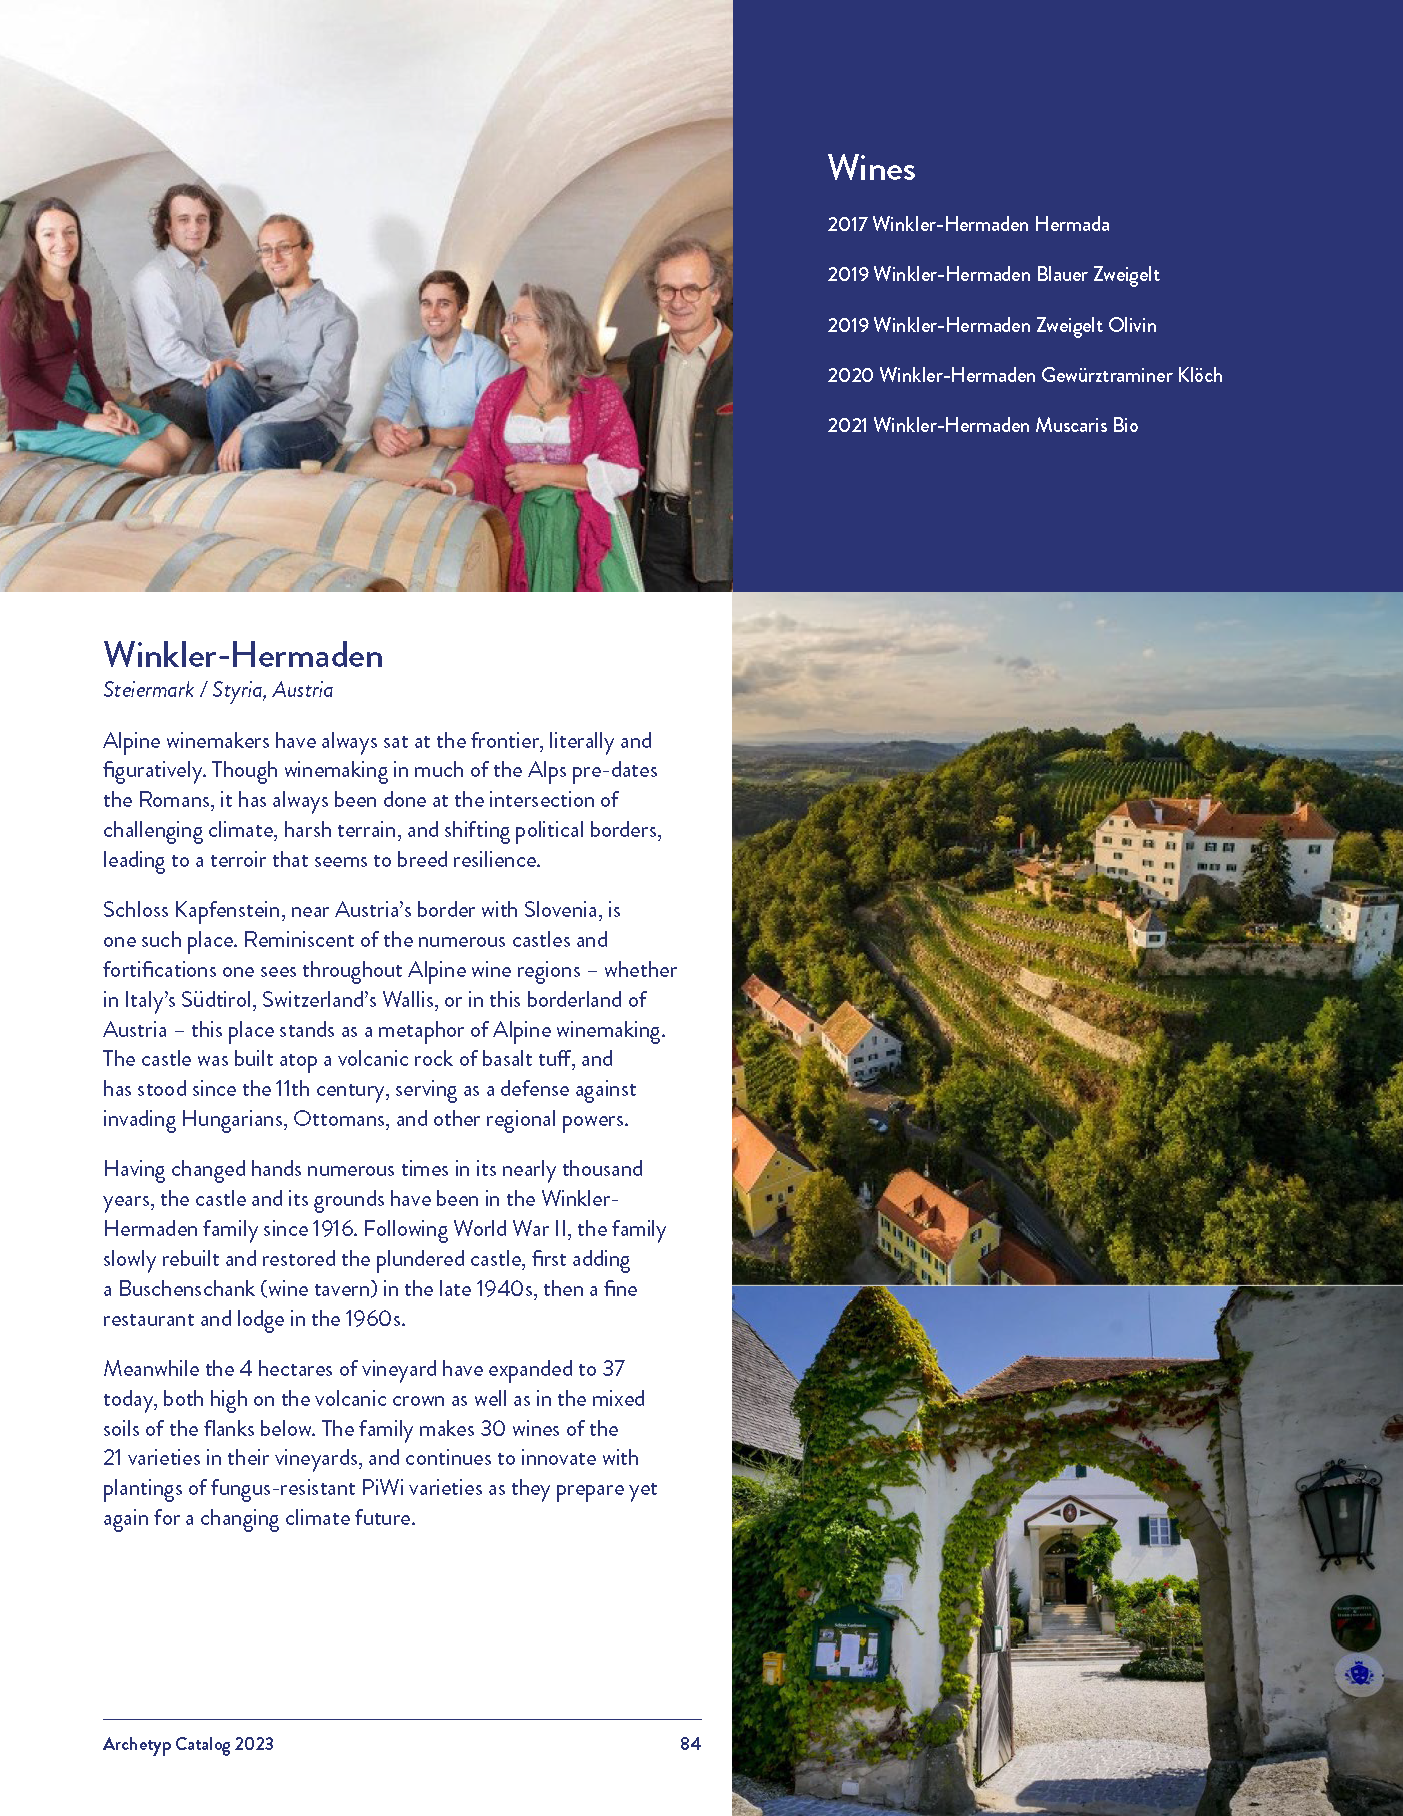 Wines
2017 Winkler-Hermaden Hermada
2019 Winkler-Hermaden Blauer Zweigelt
2019 Winkler-Hermaden Zweigelt Olivin
2020 Winkler-Hermaden Gewürztraminer Klöch
2021 Winkler-Hermaden Muscaris Bio
Winkler-Hermaden
Steiermark / Styria, Austria
Alpine winemakers have always sat at the frontier, literally and
figuratively. Though winemaking in much of the Alps pre-dates
the Romans, it has always been done at the intersection of
challenging climate, harsh terrain, and shifting political borders,
leading to a terroir that seems to breed resilience.
Schloss Kapfenstein, near Austria’s border with Slovenia, is
one such place. Reminiscent of the numerous castles and
fortifications one sees throughout Alpine wine regions – whether
in Italy’s Südtirol, Switzerland’s Wallis, or in this borderland of
Austria – this place stands as a metaphor of Alpine winemaking.
The castle was built atop a volcanic rock of basalt tuff, and
has stood since the 11th century, serving as a defense against
invading Hungarians, Ottomans, and other regional powers.
Having changed hands numerous times in its nearly thousand
years, the castle and its grounds have been in the Winkler-
Hermaden family since 1916. Following World War II, the family
slowly rebuilt and restored the plundered castle, first adding
a Buschenschank (wine tavern) in the late 1940s, then a fine
restaurant and lodge in the 1960s.
Meanwhile the 4 hectares of vineyard have expanded to 37
today, both high on the volcanic crown as well as in the mixed
soils of the flanks below. The family makes 30 wines of the
21 varieties in their vineyards, and continues to innovate with
plantings of fungus-resistant PiWi varieties as they prepare yet
again for a changing climate future.
Archetyp Catalog 2023
84